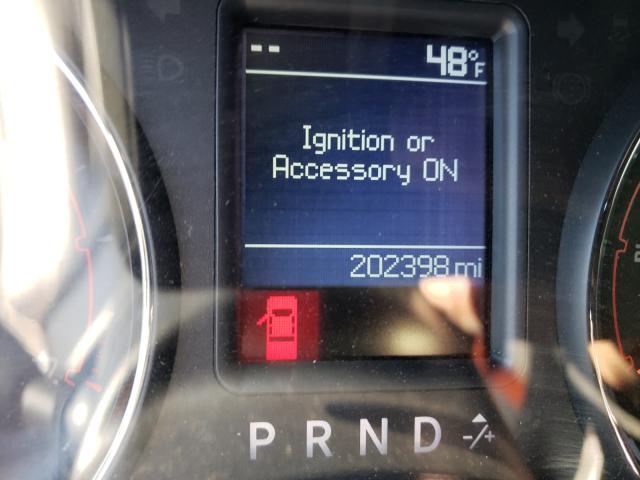 -- 48°F
Ignition or
Accessory ON
202398 mi
P R N D -/+